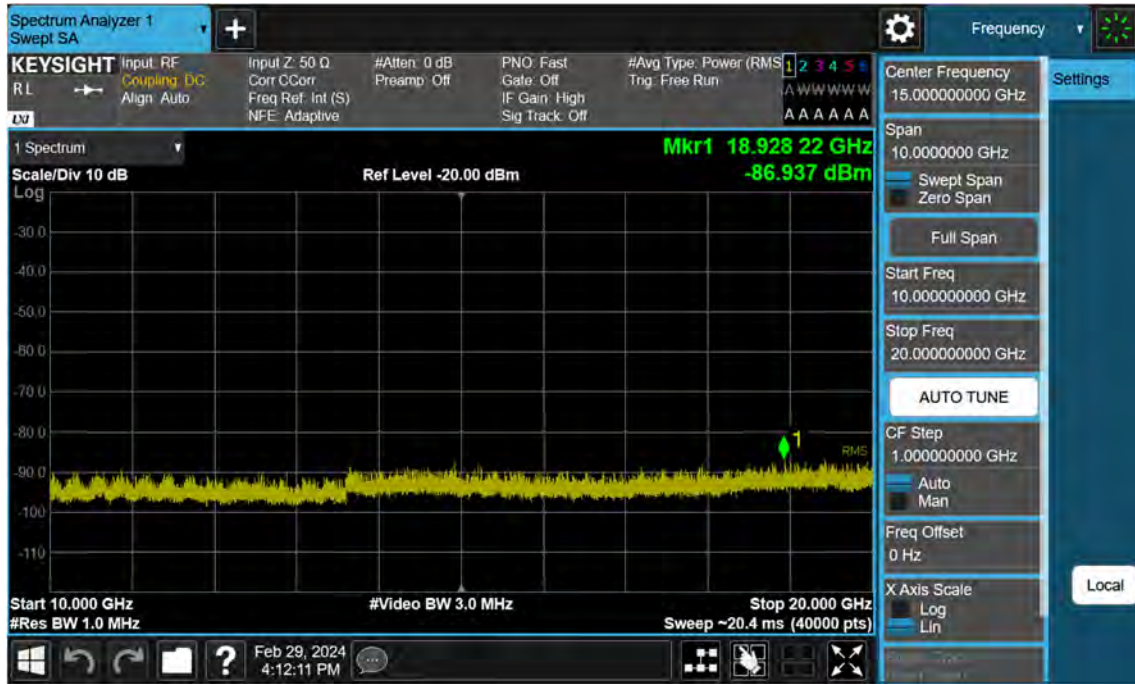 Spectrum Analyzer 1
Swept SA
+
Frequency
KEYSIGHT
RL
LXI
Input: RF
Coupling: DC
Align: Auto
Input Z: 50 Ω
Corr CCorr
Freq Ref: Int (S)
NFE: Adaptive
#Atten: 0 dB
Preamp: Off
PNO: Fast
Gate: Off
IF Gain: High
Sig Track: Off
#Avg Type: Power (RMS
Trig: Free Run
1 2 3 4 5 6
A W W W W W
A A A A A A
1 Spectrum
Mkr1 18.928 22 GHz
-86.937 dBm
Scale/Div 10 dB
Ref Level -20.00 dBm
Log
-30.0
-40.0
-50.0
-60.0
-70.0
-80.0
-90.0
-100
-110
1
RMS
Start 10.000 GHz
#Video BW 3.0 MHz
Stop 20.000 GHz
#Res BW 1.0 MHz
Sweep ~20.4 ms (40000 pts)
?
Feb 29, 2024
4:12:11 PM
Center Frequency
15.000000000 GHz
Settings
Span
10.0000000 GHz
Swept Span
Zero Span
Full Span
Start Freq
10.000000000 GHz
Stop Freq
20.000000000 GHz
AUTO TUNE
CF Step
1.000000000 GHz
Auto
Man
Freq Offset
0 Hz
X Axis Scale
Log
Lin
Local